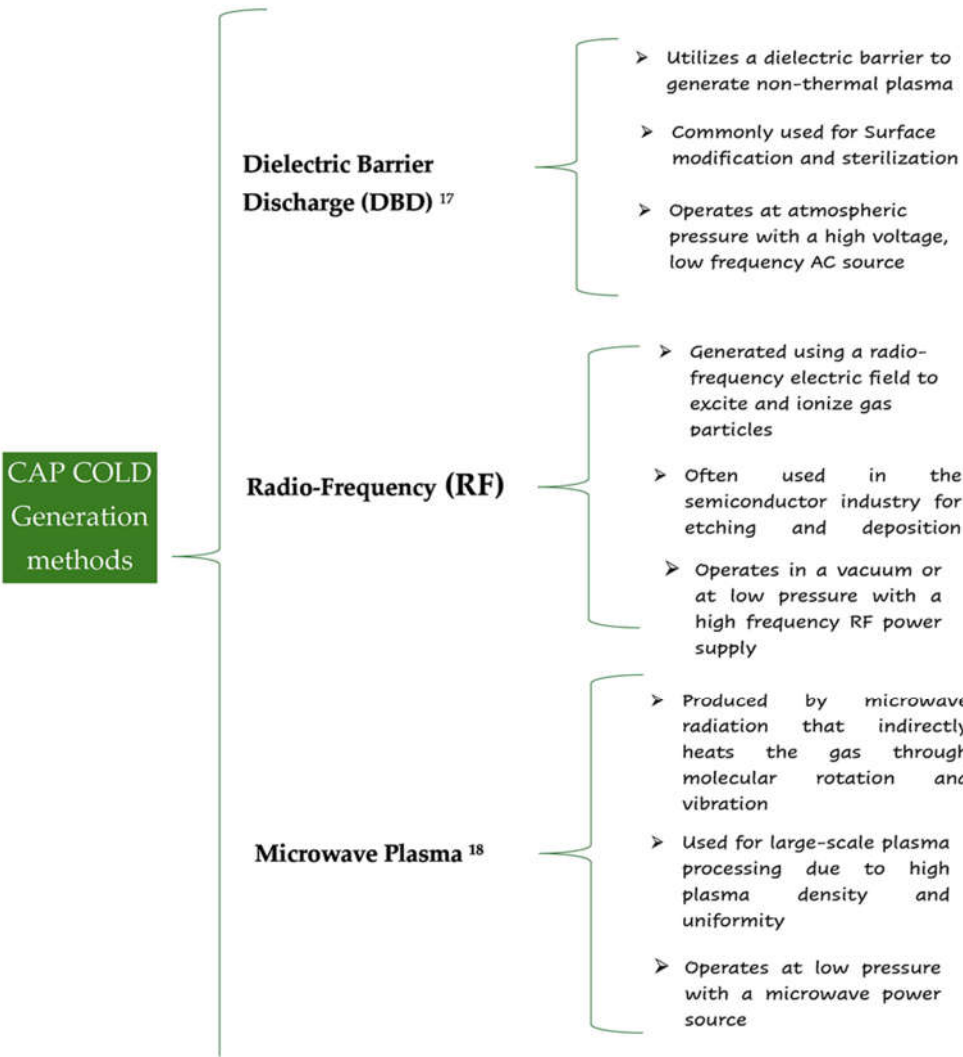 CAP COLD
Generation
methods
Dielectric Barrier
Discharge (DBD) 17
➤ Utilizes a dielectric barrier to
generate non-thermal plasma
➤ Commonly used for Surface
modification and sterilization
➤ Operates at atmospheric
pressure with a high voltage,
low frequency AC source
Radio-Frequency (RF)
➤ Generated using a radio-
frequency electric field to
excite and ionize gas
particles
➤ Often used in the
semiconductor industry for
etching and deposition
➤ Operates in a vacuum or
at low pressure with a
high frequency RF power
supply
Microwave Plasma 18
➤ Produced by microwave
radiation that indirectly
heats the gas through
molecular rotation and
vibration
➤ Used for large-scale plasma
processing due to high
plasma density and
uniformity
➤ Operates at low pressure
with a microwave power
source